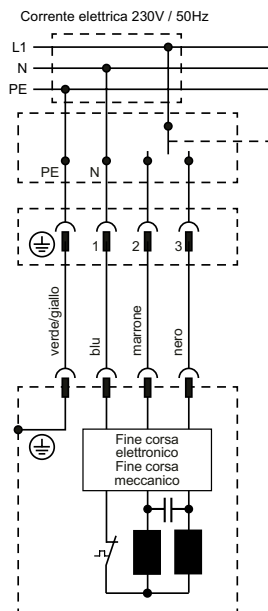 Corrente elettrica 230V / 50Hz
L1
N
PE
PE N
1 2 3
verde/giallo
blu
marrone
nero
Fine corsa
elettronico
Fine corsa
meccanico